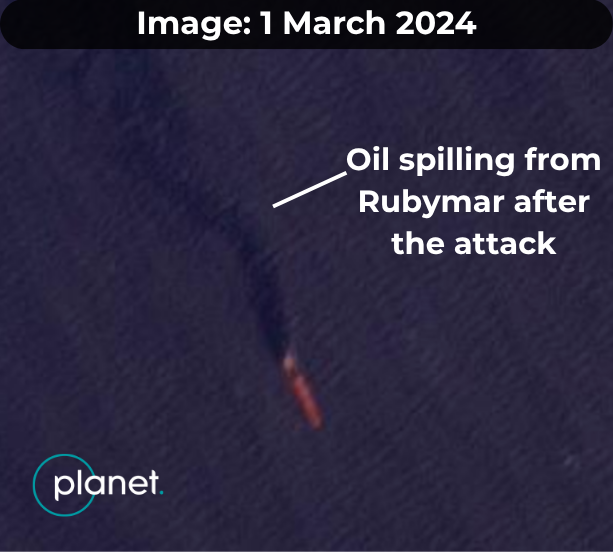 Image: 1 March 2024
Oil spilling from
Rubymar after
the attack
planet.